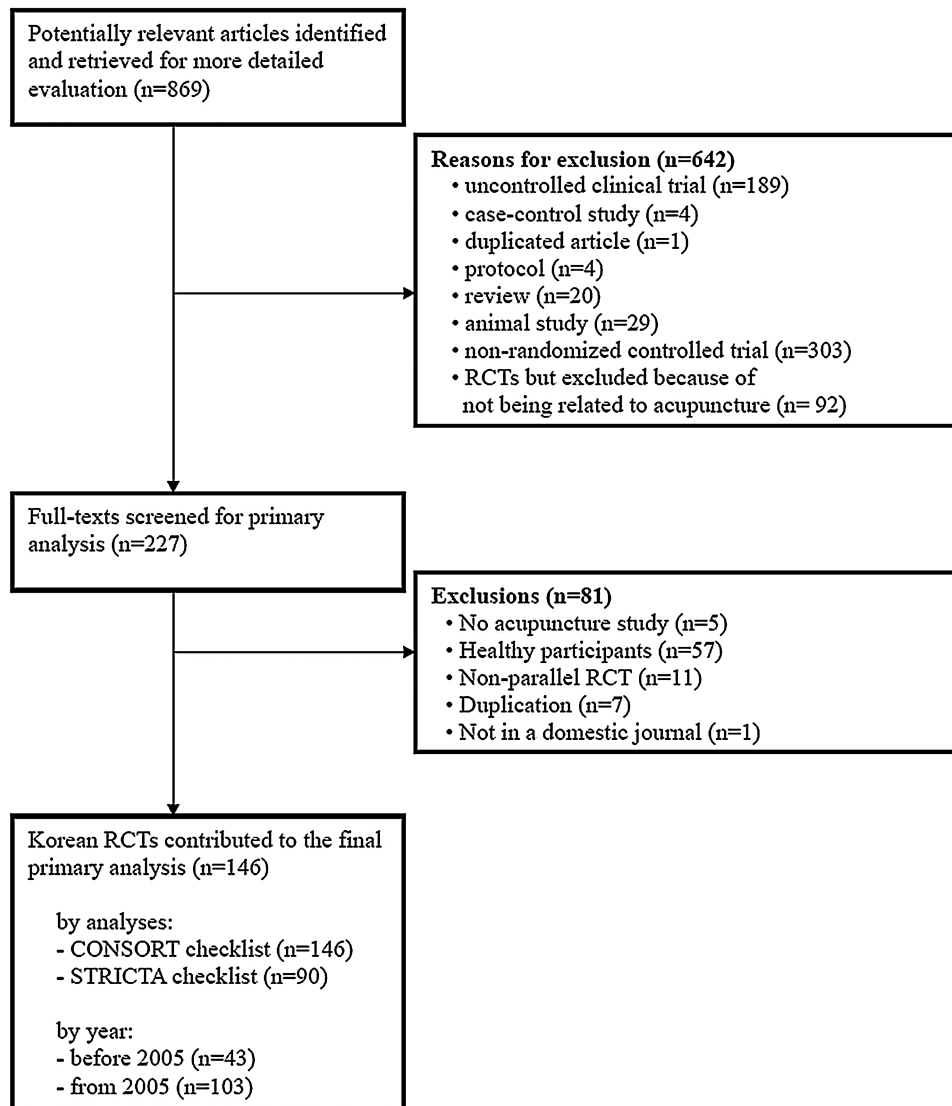 Potentially relevant articles identified
and retrieved for more detailed
evaluation (n=869)
Reasons for exclusion (n=642)
• uncontrolled clinical trial (n=189)
• case-control study (n=4)
• duplicated article (n=1)
• protocol (n=4)
• review (n=20)
• animal study (n=29)
• non-randomized controlled trial (n=303)
• RCTs but excluded because of
not being related to acupuncture (n= 92)
Full-texts screened for primary
analysis (n=227)
Exclusions (n=81)
• No acupuncture study (n=5)
• Healthy participants (n=57)
• Non-parallel RCT (n=11)
• Duplication (n=7)
• Not in a domestic journal (n=1)
Korean RCTs contributed to the final
primary analysis (n=146)
by analyses:
- CONSORT checklist (n=146)
- STRICTA checklist (n=90)
by year:
- before 2005 (n=43)
- from 2005 (n=103)